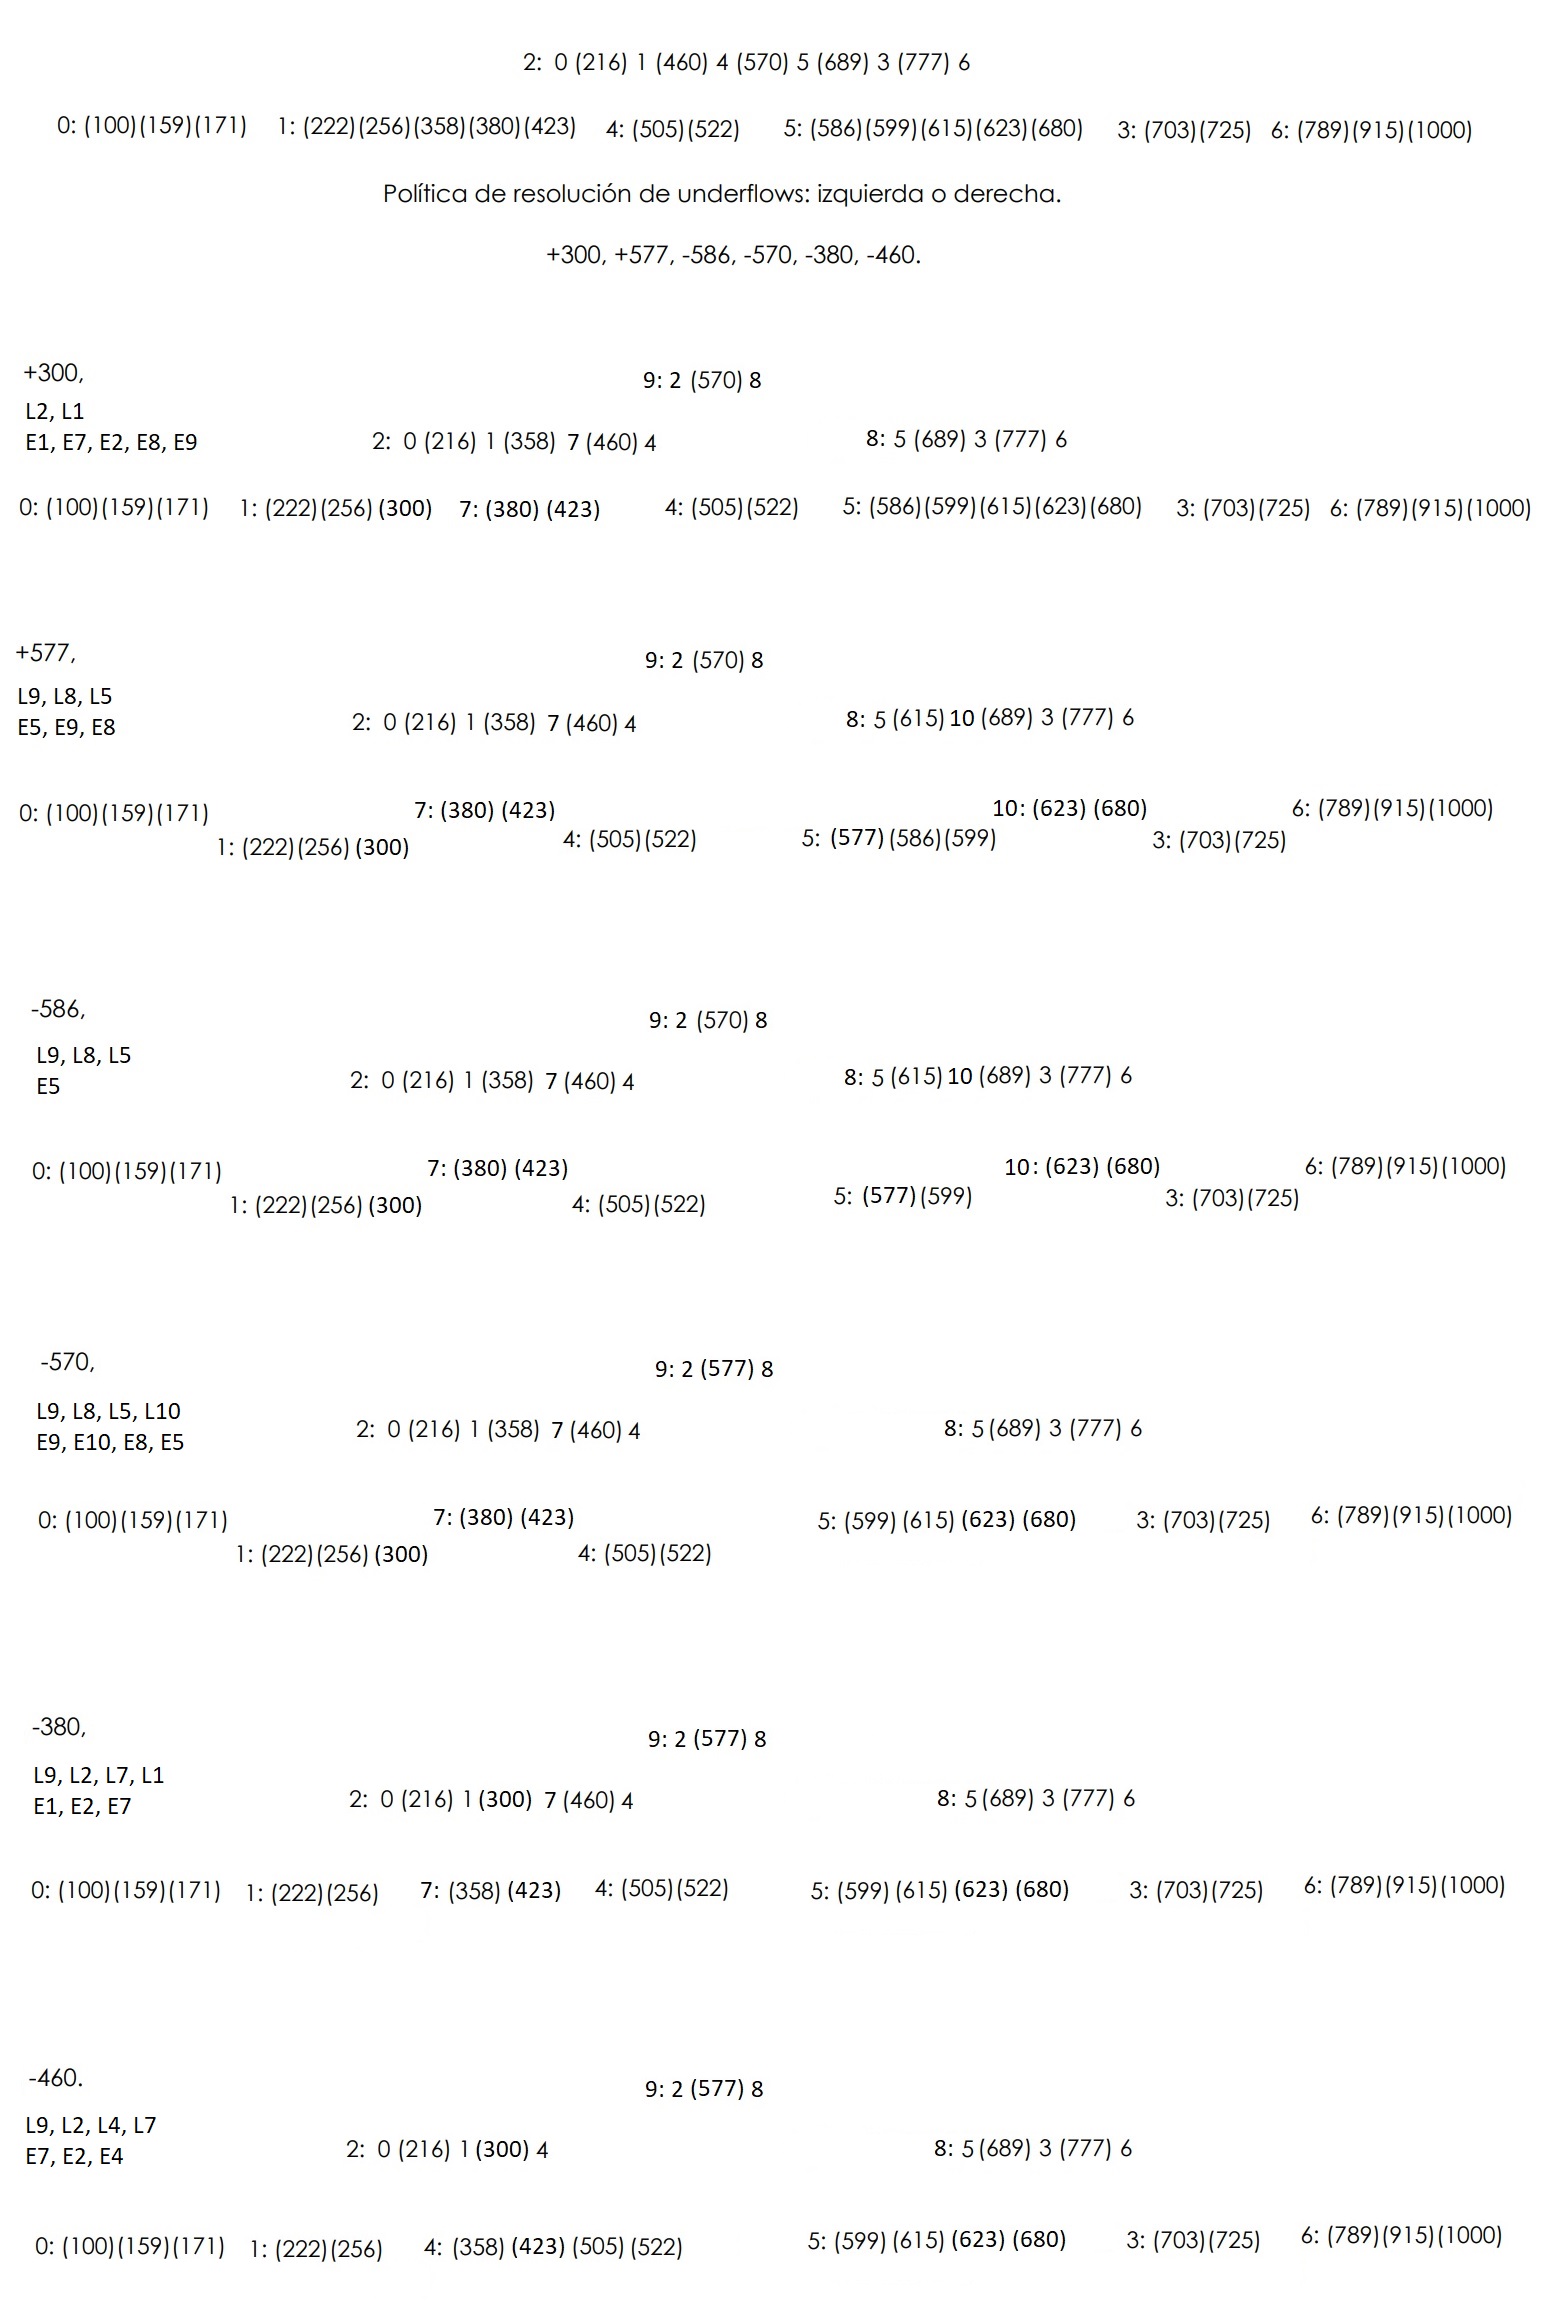 2: 0 (216) 1 (460) 4 (570) 5 (689) 3 (777) 6
0: (100)(159)(171) 1: (222)(256)(358)(380)(423) 4: (505)(522) 5: (586)(599)(615)(623)(680) 3: (703)(725) 6: (789)(915)(1000)
Política de resolución de underflows: izquierda o derecha.
+300, +577, -586, -570, -380, -460.
+300,
9: 2 (570) 8
L2, L1
E1, E7, E2, E8, E9
2: 0 (216) 1 (358) 7 (460) 4 8: 5 (689) 3 (777) 6
0: (100)(159)(171) 1: (222)(256) (300) 7: (380) (423) 4: (505)(522) 5: (586)(599)(615)(623)(680) 3: (703)(725) 6: (789)(915)(1000)
+577,
9: 2 (570) 8
L9, L8, L5
E5, E9, E8
2: 0 (216) 1 (358) 7 (460) 4 8: 5 (615) 10 (689) 3 (777) 6
0: (100)(159)(171) 7: (380) (423) 10: (623) (680) 6: (789)(915)(1000)
1: (222)(256) (300) 4: (505)(522) 5: (577) (586)(599) 3: (703)(725)
-586,
9: 2 (570) 8
L9, L8, L5
E5
2: 0 (216) 1 (358) 7 (460) 4 8: 5 (615) 10 (689) 3 (777) 6
0: (100)(159)(171) 7: (380) (423) 10: (623) (680) 6: (789)(915)(1000)
1: (222)(256) (300) 4: (505)(522) 5: (577) (599) 3: (703)(725)
-570,
9: 2 (577) 8
L9, L8, L5, L10
E9, E10, E8, E5
2: 0 (216) 1 (358) 7 (460) 4 8: 5 (689) 3 (777) 6
0: (100)(159)(171) 7: (380) (423) 5: (599) (615) (623) (680) 3: (703)(725) 6: (789)(915)(1000)
1: (222)(256) (300) 4: (505)(522)
-380,
9: 2 (577) 8
L9, L2, L7, L1
E1, E2, E7
2: 0 (216) 1 (300) 7 (460) 4 8: 5 (689) 3 (777) 6
0: (100)(159)(171) 1: (222)(256) 7: (358) (423) 4: (505)(522) 5: (599) (615) (623) (680) 3: (703)(725) 6: (789)(915)(1000)
-460.
9: 2 (577) 8
L9, L2, L4, L7
E7, E2, E4
2: 0 (216) 1 (300) 4 8: 5 (689) 3 (777) 6
0: (100)(159)(171) 1: (222)(256) 4: (358) (423) (505) (522) 5: (599) (615) (623) (680) 3: (703)(725) 6: (789)(915)(1000)